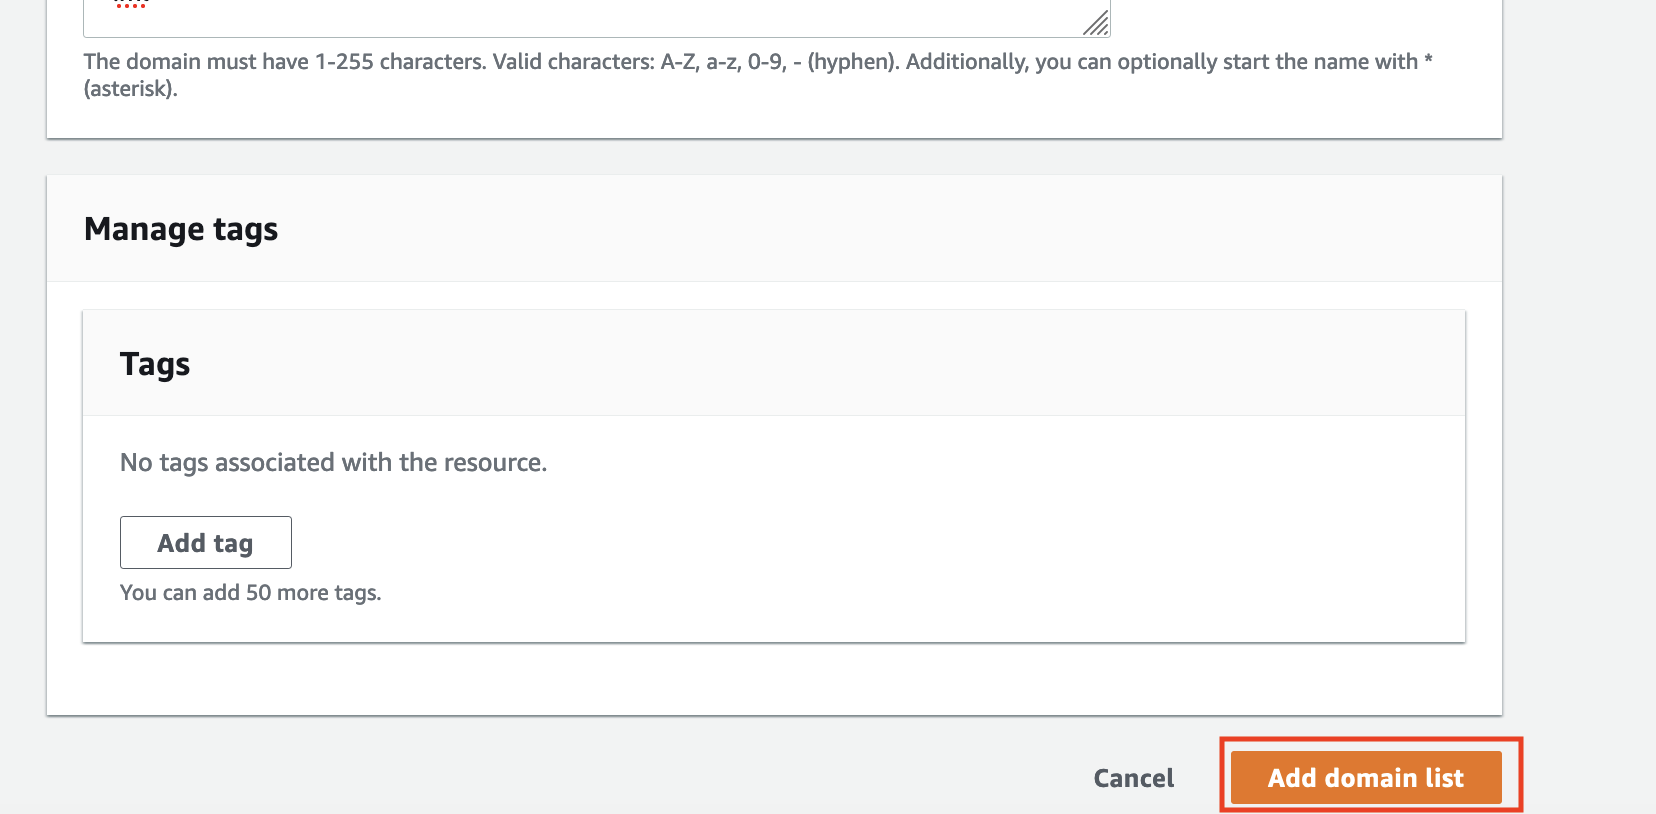 The domain must have 1-255 characters. Valid characters: A-Z, a-z, 0-9, - (hyphen). Additionally, you can optionally start the name with *
(asterisk).
Manage tags
Tags
No tags associated with the resource.
Add tag
You can add 50 more tags.
Cancel
Add domain list